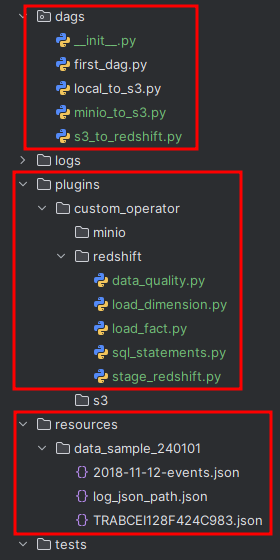 dags
__init__.py
first_dag.py
local_to_s3.py
minio_to_s3.py
s3_to_redshift.py
logs
plugins
custom_operator
minio
redshift
data_quality.py
load_dimension.py
load_fact.py
sql_statements.py
stage_redshift.py
s3
resources
data_sample_240101
2018-11-12-events.json
log_json_path.json
TRABCEI128F424C983.json
tests